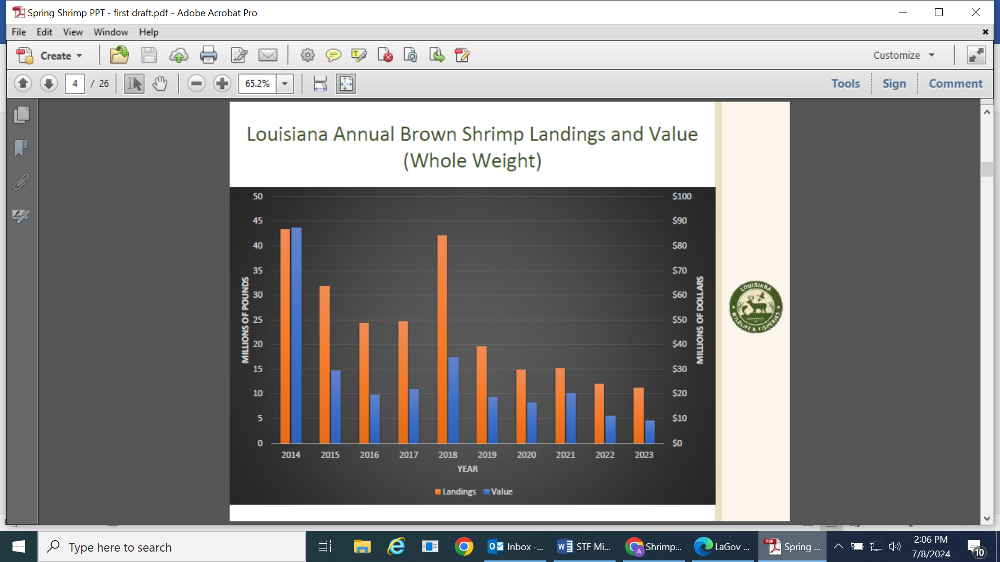 Spring Shrimp PPT - first draft.pdf - Adobe Acrobat Pro
File Edit View Window Help
Create
Customize
4 / 26
65.2%
Tools Sign Comment
Louisiana Annual Brown Shrimp Landings and Value
(Whole Weight)
50 $100
45 $90
40 $80
35 $70
30 $60
25 $50
20 $40
15 $30
10 $20
5 $10
0 $0
MILLIONS OF POUNDS
MILLIONS OF DOLLARS
2014 2015 2016 2017 2018 2019 2020 2021 2022 2023
YEAR
Landings Value
LOUISIANA
WILDLIFE & FISHERIES
Type here to search
Inbox -...
STF Mi...
Shrimp...
LaGov ...
Spring ...
2:06 PM
7/8/2024
10